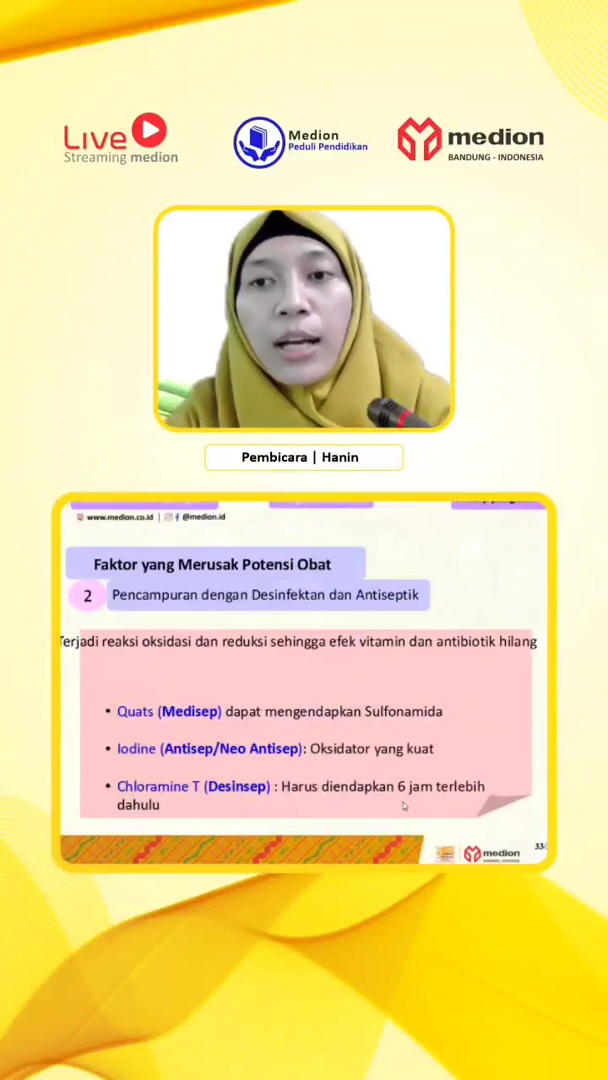 Live
Streaming medion
Medion
Peduli Pendidikan
medion
BANDUNG - INDONESIA
Pembicara | Hanin
www.medion.co.id | @medion.id
Faktor yang Merusak Potensi Obat
2 Pencampuran dengan Desinfektan dan Antiseptik
Terjadi reaksi oksidasi dan reduksi sehingga efek vitamin dan antibiotik hilang
• Quats (Medisep) dapat mengendapkan Sulfonamida
• Iodine (Antisep/Neo Antisep): Oksidator yang kuat
• Chloramine T (Desinsep) : Harus diendapkan 6 jam terlebih
dahulu
medion
33